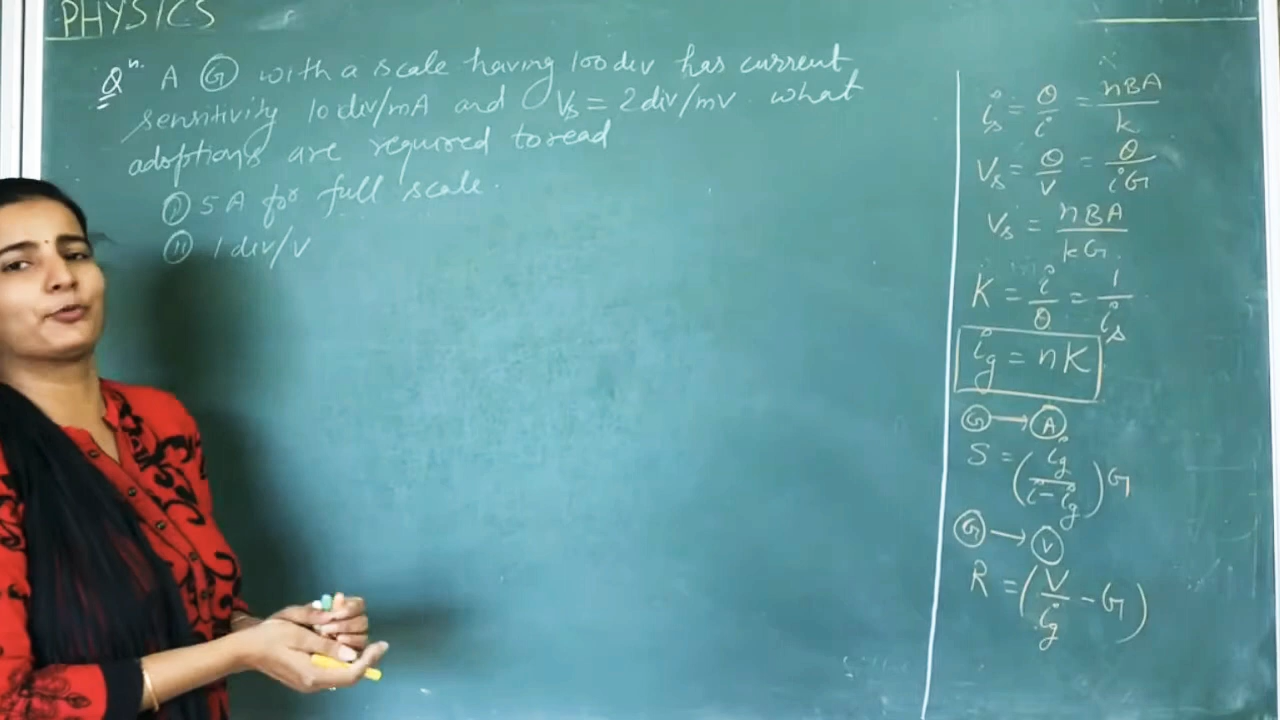 PHYSICS
Qn. A G with a scale having 100 div has current
sensitivity 10 div/mA and Vs = 2 div/mV. what
adoptions are required to read
(I) 5A for full scale.
(II) 1 div/V
is = θ/i = nBA/k
Vs = θ/V = θ/iG
Vs = nBA/kG
K = i/θ = 1/is
ig = nK
G → A
S = (ig/(i-ig))G
G → V
R = (V/ig - G)